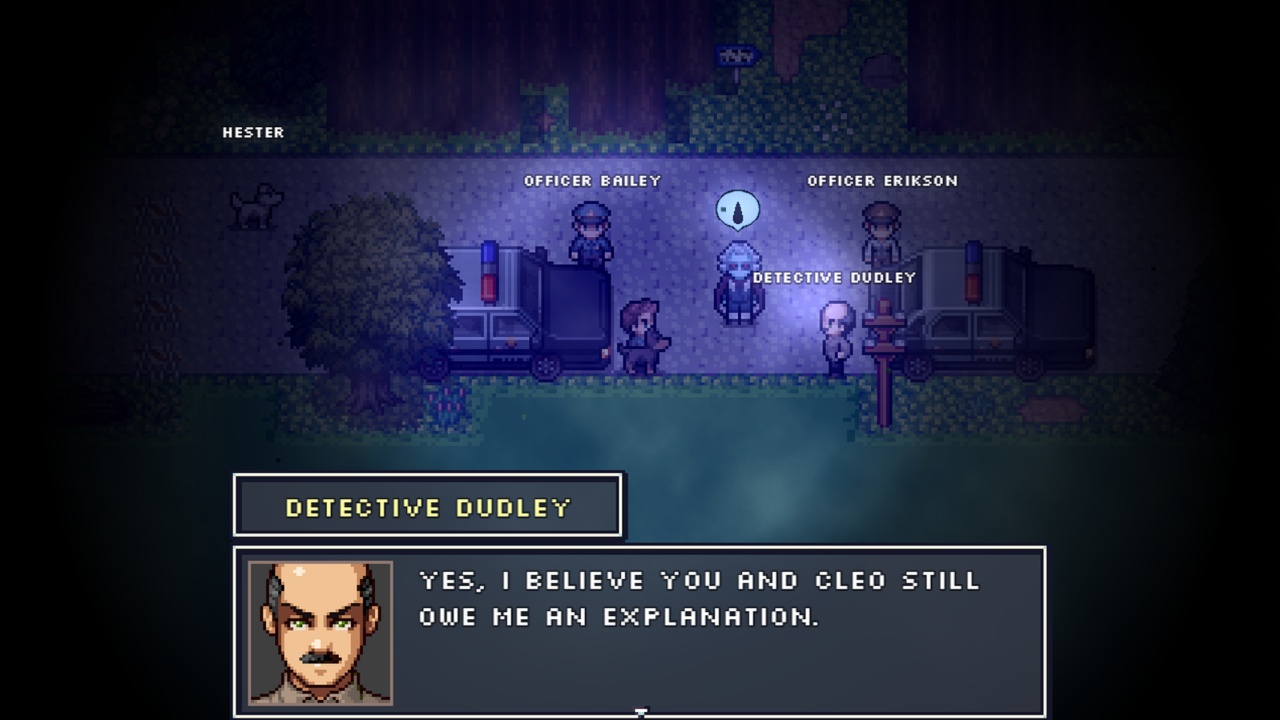 HESTER
OFFICER BAILEY
OFFICER ERIKSON
DETECTIVE DUDLEY
DETECTIVE DUDLEY
YES, I BELIEVE YOU AND CLEO STILL
OWE ME AN EXPLANATION.